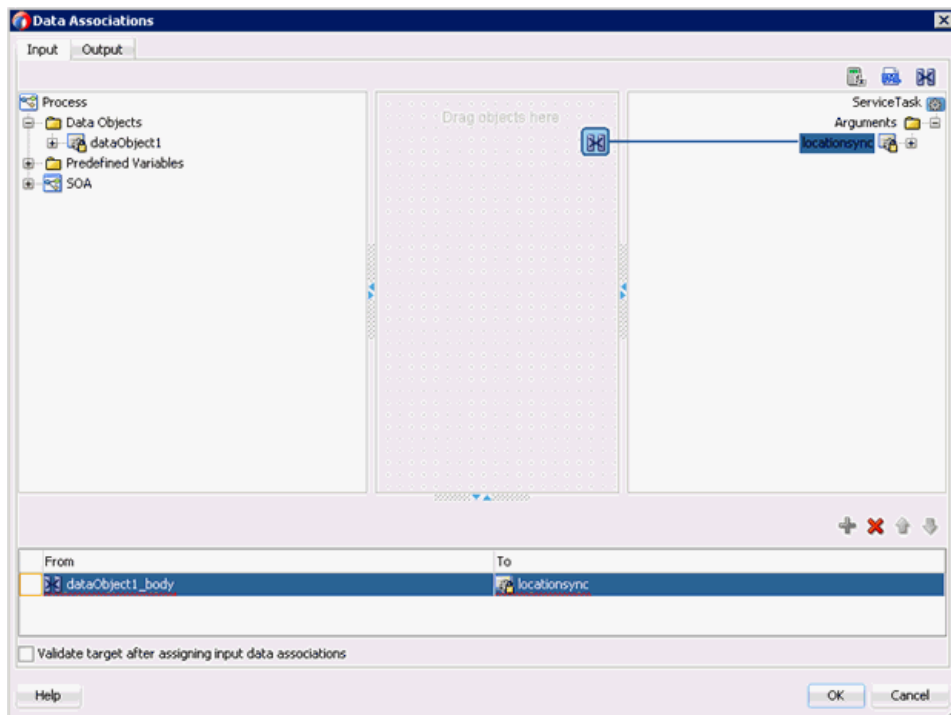 Data Associations
Input Output
Process
Data Objects
dataObject1
Predefined Variables
SOA
Drag objects here
ServiceTask
Arguments
locationsync
From To
dataObject1_body locationsync
Validate target after assigning input data associations
Help OK Cancel